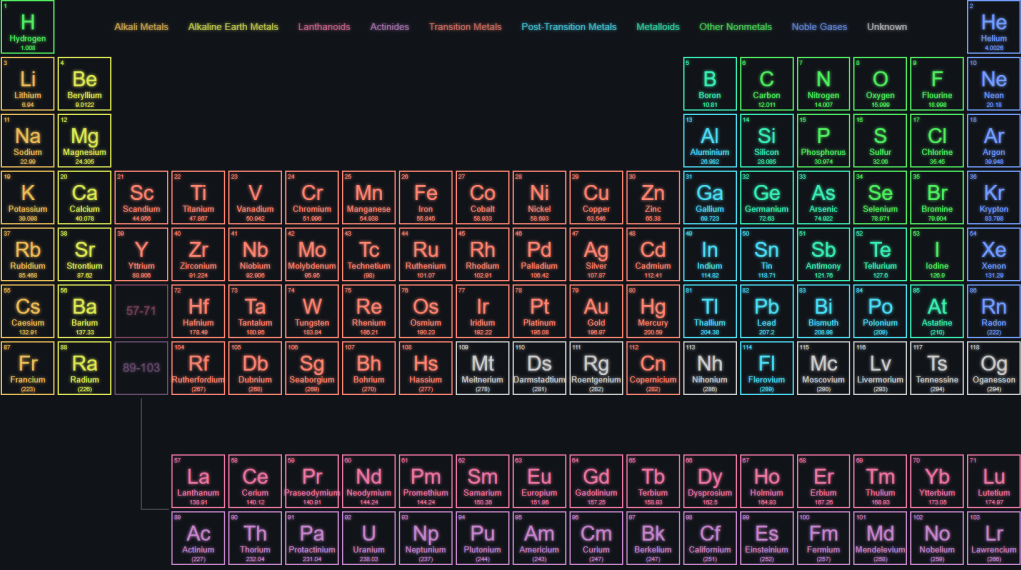 1 2
H Alkali Metals Alkaline Earth Metals Lanthanoids Actinides Transition Metals Post-Transition Metals Metalloids Other Nonmetals Noble Gases Unknown He
Hydrogen Helium
1.008 4.0026
3 4 5 6 7 8 9 10
Li Be B C N O F Ne
Lithium Beryllium Boron Carbon Nitrogen Oxygen Flourine Neon
6.94 9.0122 10.81 12.011 14.007 15.999 18.998 20.18
11 12 13 14 15 16 17 18
Na Mg Al Si P S Cl Ar
Sodium Magnesium Aluminium Silicon Phosphorus Sulfur Chlorine Argon
22.99 24.305 26.982 28.085 30.974 32.06 35.45 39.948
19 20 21 22 23 24 25 26 27 28 29 30 31 32 33 34 35 36
K Ca Sc Ti V Cr Mn Fe Co Ni Cu Zn Ga Ge As Se Br Kr
Potassium Calcium Scandium Titanium Vanadium Chromium Manganese Iron Cobalt Nickel Copper Zinc Gallium Germanium Arsenic Selenium Bromine Krypton
39.098 40.078 44.956 47.867 50.942 51.996 54.938 55.845 58.933 58.693 63.546 65.38 69.723 72.63 74.922 78.971 79.904 83.798
37 38 39 40 41 42 43 44 45 46 47 48 49 50 51 52 53 54
Rb Sr Y Zr Nb Mo Tc Ru Rh Pd Ag Cd In Sn Sb Te I Xe
Rubidium Strontium Yttrium Zirconium Niobium Molybdenum Technetium Ruthenium Rhodium Palladium Silver Cadmium Indium Tin Antimony Tellurium Iodine Xenon
85.468 87.62 88.906 91.224 92.906 95.95 (98) 101.07 102.91 106.42 107.87 112.41 114.82 118.71 121.76 127.6 126.9 131.29
55 56 72 73 74 75 76 77 78 79 80 81 82 83 84 85 86
Cs Ba 57-71 Hf Ta W Re Os Ir Pt Au Hg Tl Pb Bi Po At Rn
Caesium Barium Hafnium Tantalum Tungsten Rhenium Osmium Iridium Platinum Gold Mercury Thallium Lead Bismuth Polonium Astatine Radon
132.91 137.33 178.49 180.95 183.84 186.21 190.23 192.22 195.08 196.97 200.59 204.38 207.2 208.98 (209) (210) (222)
87 88 104 105 106 107 108 109 110 111 112 113 114 115 116 117 118
Fr Ra 89-103 Rf Db Sg Bh Hs Mt Ds Rg Cn Nh Fl Mc Lv Ts Og
Francium Radium Rutherfordium Dubnium Seaborgium Bohrium Hassium Meitnerium Darmstadtium Roentgenium Copernicium Nihonium Flerovium Moscovium Livermorium Tennessine Oganesson
(223) (226) (267) (268) (269) (270) (277) (278) (281) (282) (282) (286) (289) (290) (293) (294) (294)
57 58 59 60 61 62 63 64 65 66 67 68 69 70 71
La Ce Pr Nd Pm Sm Eu Gd Tb Dy Ho Er Tm Yb Lu
Lanthanum Cerium Praseodymium Neodymium Promethium Samarium Europium Gadolinium Terbium Dysprosium Holmium Erbium Thulium Ytterbium Lutetium
138.91 140.12 140.91 144.24 144.24 150.36 151.96 157.25 158.93 162.5 164.93 167.26 168.93 173.05 174.97
89 90 91 92 93 94 95 96 97 98 99 100 101 102 103
Ac Th Pa U Np Pu Am Cm Bk Cf Es Fm Md No Lr
Actinium Thorium Protactinium Uranium Neptunium Plutonium Americium Curium Berkelium Californium Einsteinium Fermium Mendelevium Nobelium Lawrencium
(227) 232.04 231.04 238.03 (237) (244) (243) (247) (247) (251) (252) (257) (258) (259) (266)